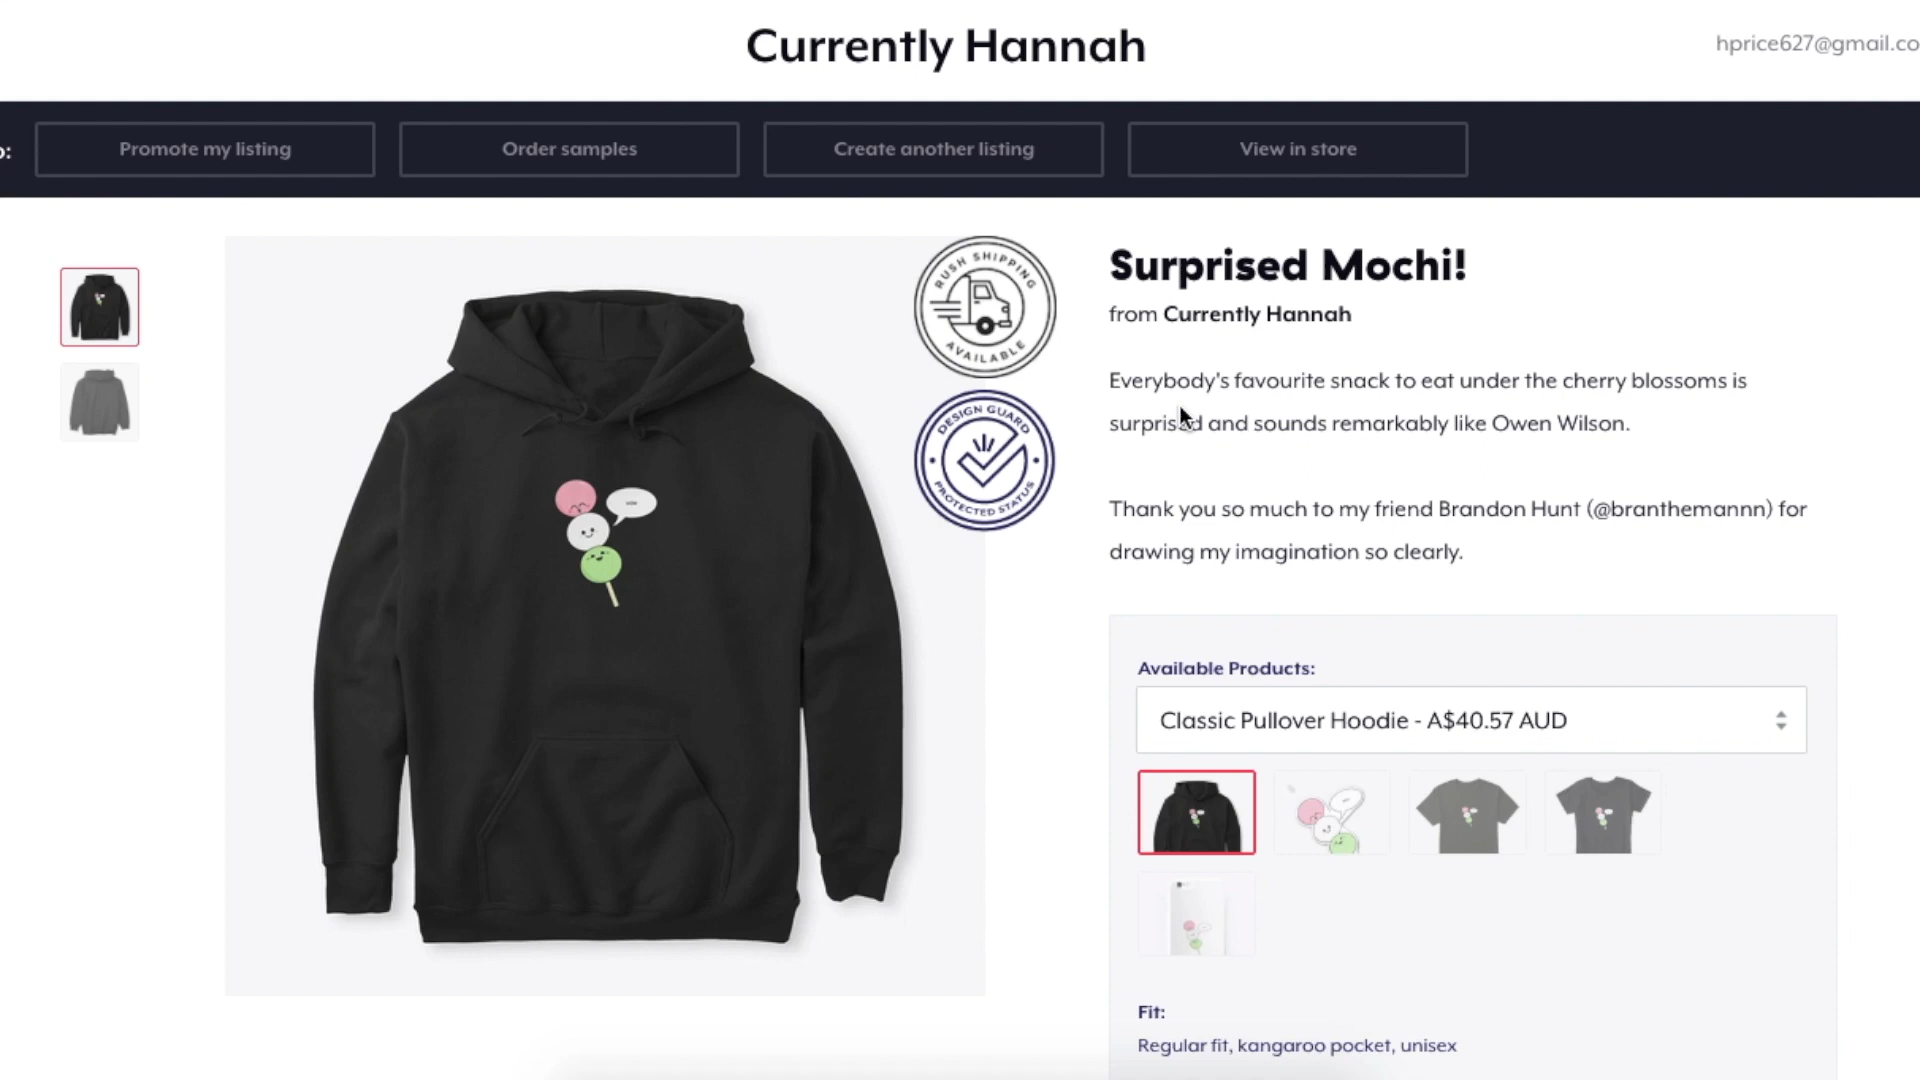 Currently Hannah
hprice627@gmail.co
o:
Promote my listing
Order samples
Create another listing
View in store
RUSH SHIPPING
AVAILABLE
DESIGN GUARD
PROTECTED STATUS
Surprised Mochi!
from Currently Hannah
Everybody's favourite snack to eat under the cherry blossoms is
surprised and sounds remarkably like Owen Wilson.
Thank you so much to my friend Brandon Hunt (@branthemannn) for
drawing my imagination so clearly.
Available Products:
Classic Pullover Hoodie - A$40.57 AUD
Fit:
Regular fit, kangaroo pocket, unisex